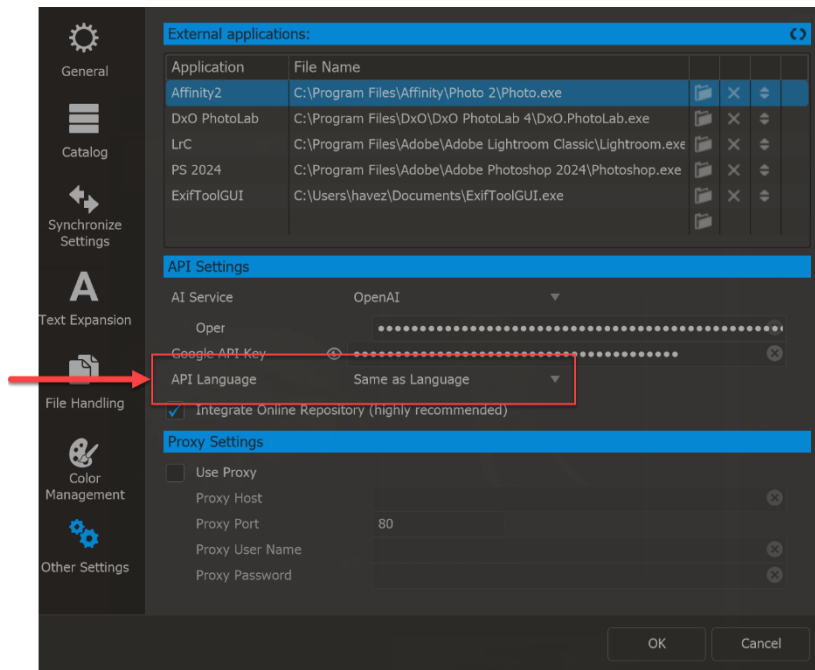 General
Catalog
Synchronize
Settings
Text Expansion
File Handling
Color
Management
Other Settings
External applications:
Application File Name
Affinity2 C:\Program Files\Affinity\Photo 2\Photo.exe
DxO PhotoLab C:\Program Files\DxO\DxO PhotoLab 4\DxO.PhotoLab.exe
LrC C:\Program Files\Adobe\Adobe Lightroom Classic\Lightroom.exe
PS 2024 C:\Program Files\Adobe\Adobe Photoshop 2024\Photoshop.exe
ExifToolGUI C:\Users\havez\Documents\ExifToolGUI.exe
API Settings
AI Service OpenAI
Oper
Google API Key
API Language Same as Language
Integrate Online Repository (highly recommended)
Proxy Settings
Use Proxy
Proxy Host
Proxy Port 80
Proxy User Name
Proxy Password
OK Cancel